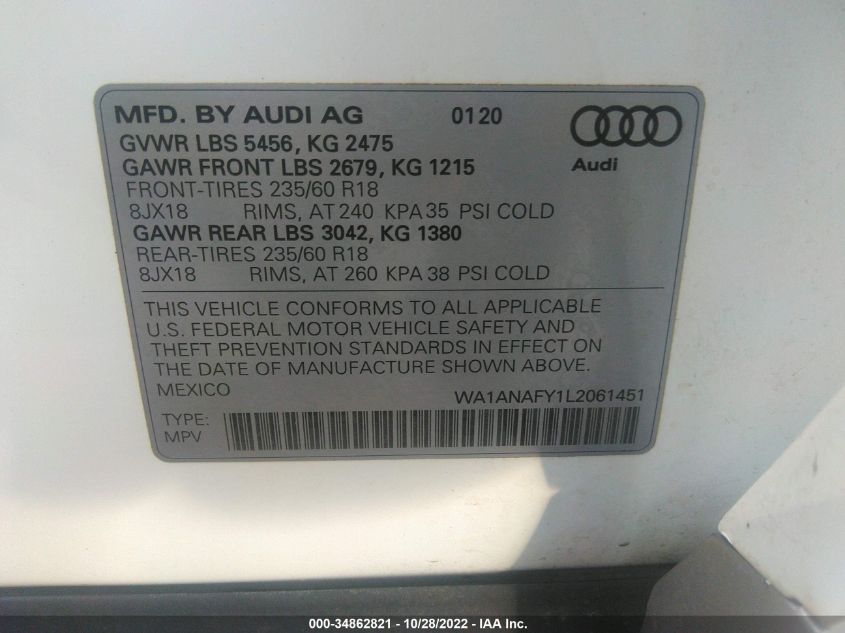 MFD. BY AUDI AG 0120
GVWR LBS 5456, KG 2475
GAWR FRONT LBS 2679, KG 1215
Audi
FRONT-TIRES 235/60 R18
8JX18 RIMS, AT 240 KPA 35 PSI COLD
GAWR REAR LBS 3042, KG 1380
REAR-TIRES 235/60 R18
8JX18 RIMS, AT 260 KPA 38 PSI COLD
THIS VEHICLE CONFORMS TO ALL APPLICABLE
U.S. FEDERAL MOTOR VEHICLE SAFETY AND
THEFT PREVENTION STANDARDS IN EFFECT ON
THE DATE OF MANUFACTURE SHOWN ABOVE.
MEXICO WA1ANAFY1L2061451
TYPE:
MPV
000-34862821 - 10/28/2022 - IAA Inc.